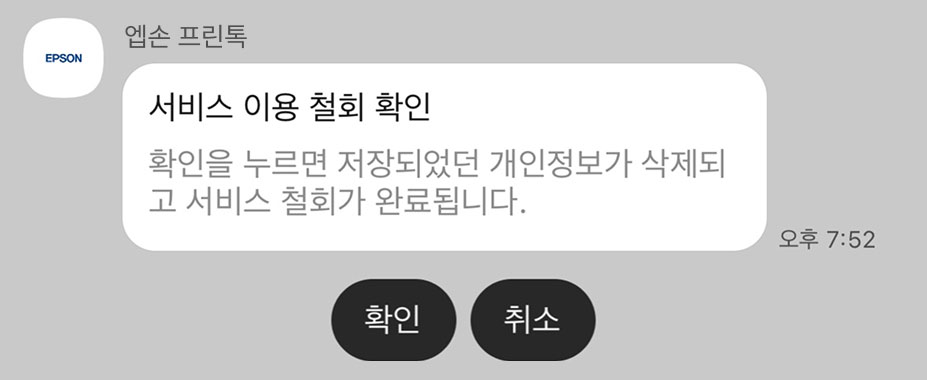 EPSON
엡손 프린톡
서비스 이용 철회 확인
확인을 누르면 저장되었던 개인정보가 삭제되
고 서비스 철회가 완료됩니다.
오후 7:52
확인
취소